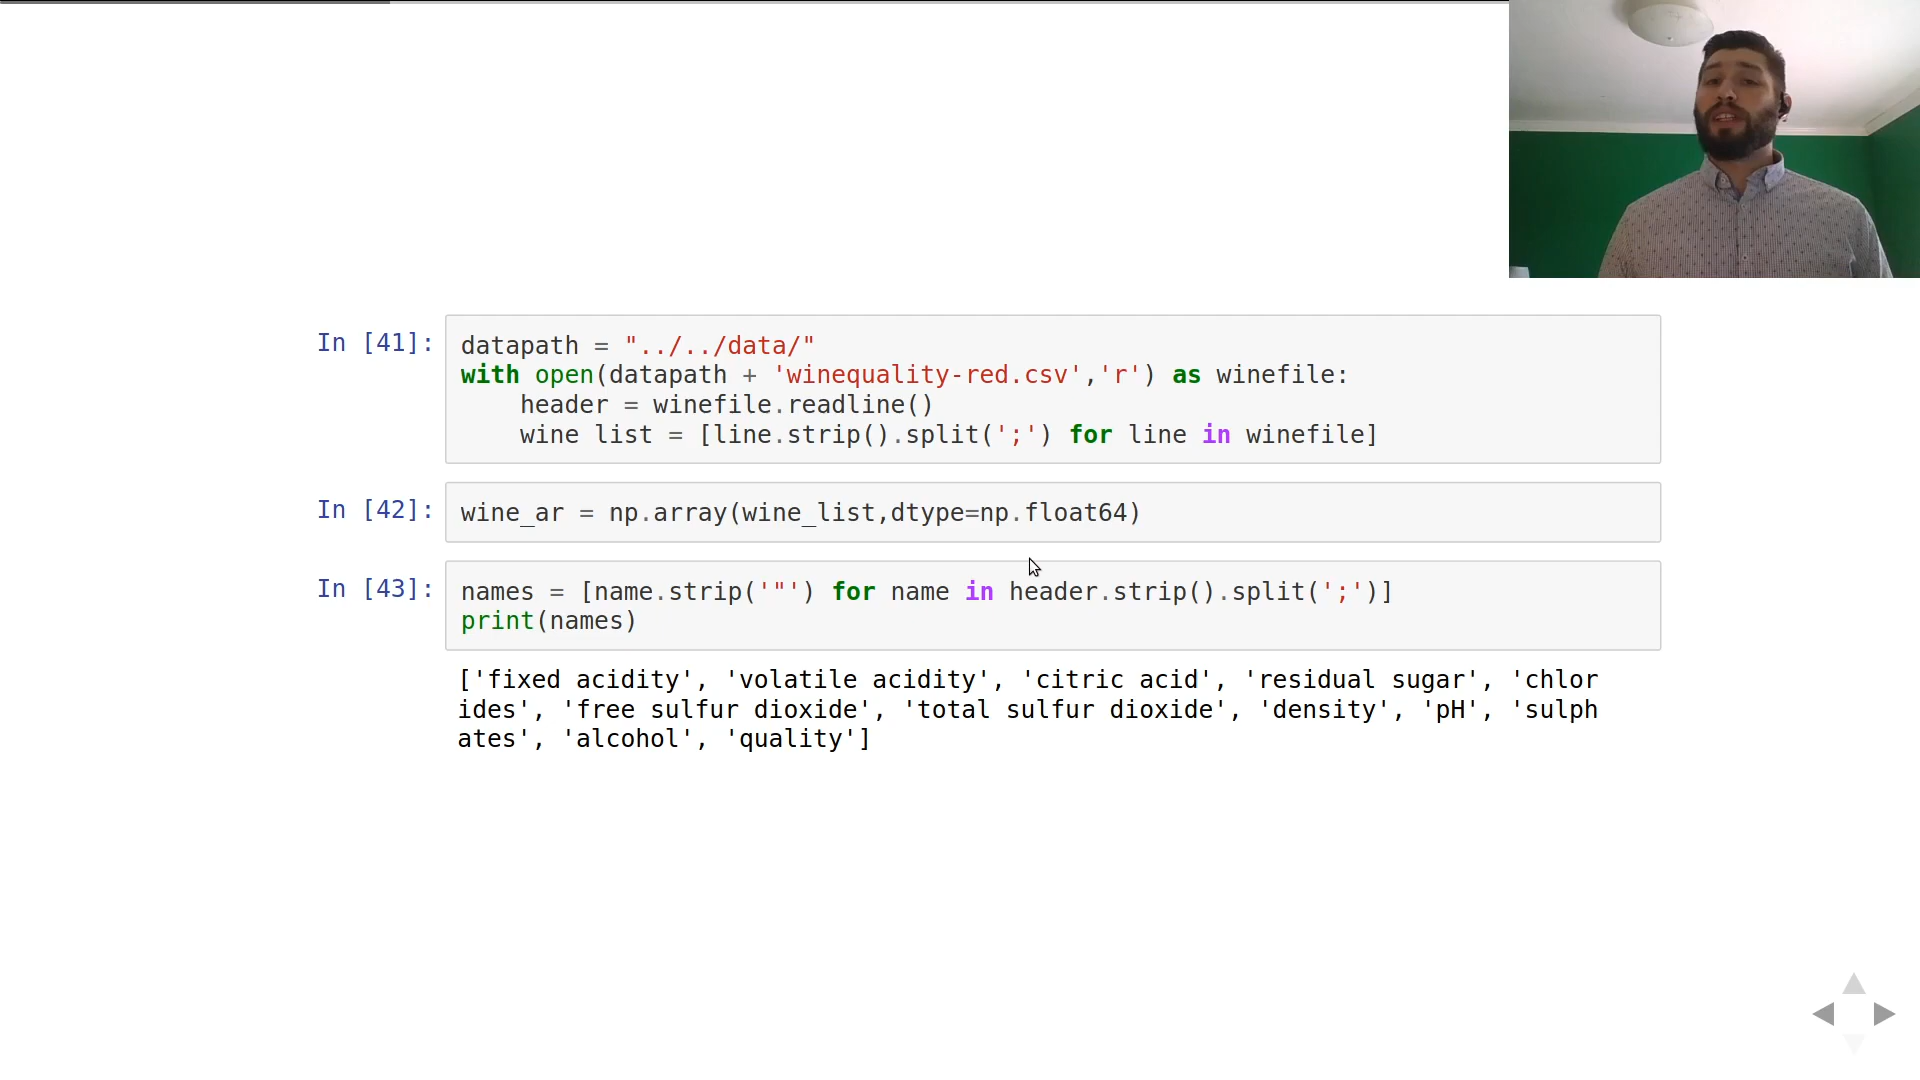 In [41]:
datapath = "../../data/"
with open(datapath + 'winequality-red.csv','r') as winefile:
    header = winefile.readline()
    wine list = [line.strip().split(';') for line in winefile]
In [42]:
wine_ar = np.array(wine_list,dtype=np.float64)
In [43]:
names = [name.strip('"') for name in header.strip().split(';')]
print(names)
['fixed acidity', 'volatile acidity', 'citric acid', 'residual sugar', 'chlor
ides', 'free sulfur dioxide', 'total sulfur dioxide', 'density', 'pH', 'sulph
ates', 'alcohol', 'quality']